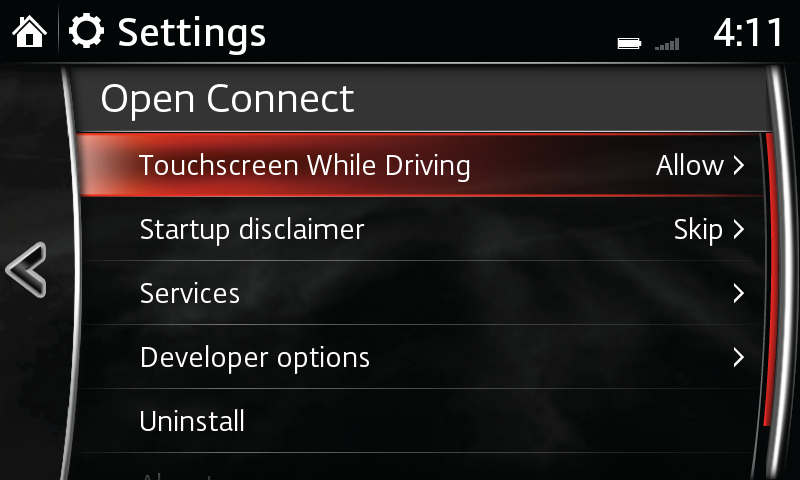 Settings 4:11
Open Connect
Touchscreen While Driving Allow
Startup disclaimer Skip
Services
Developer options
Uninstall